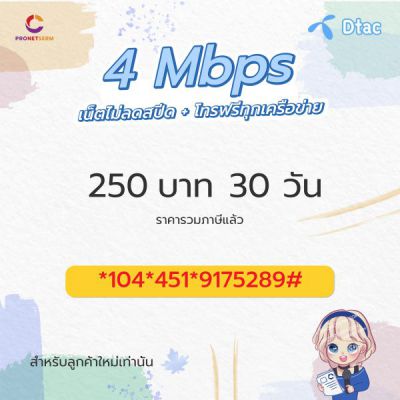 PRONETSERM
Dtac
4 Mbps
เน็ตไม่ลดสปีด + โทรฟรีทุกเครือข่าย
250 บาท 30 วัน
ราคารวมภาษีแล้ว
*104*451*9175289#
สำหรับลูกค้าใหม่เท่านัน